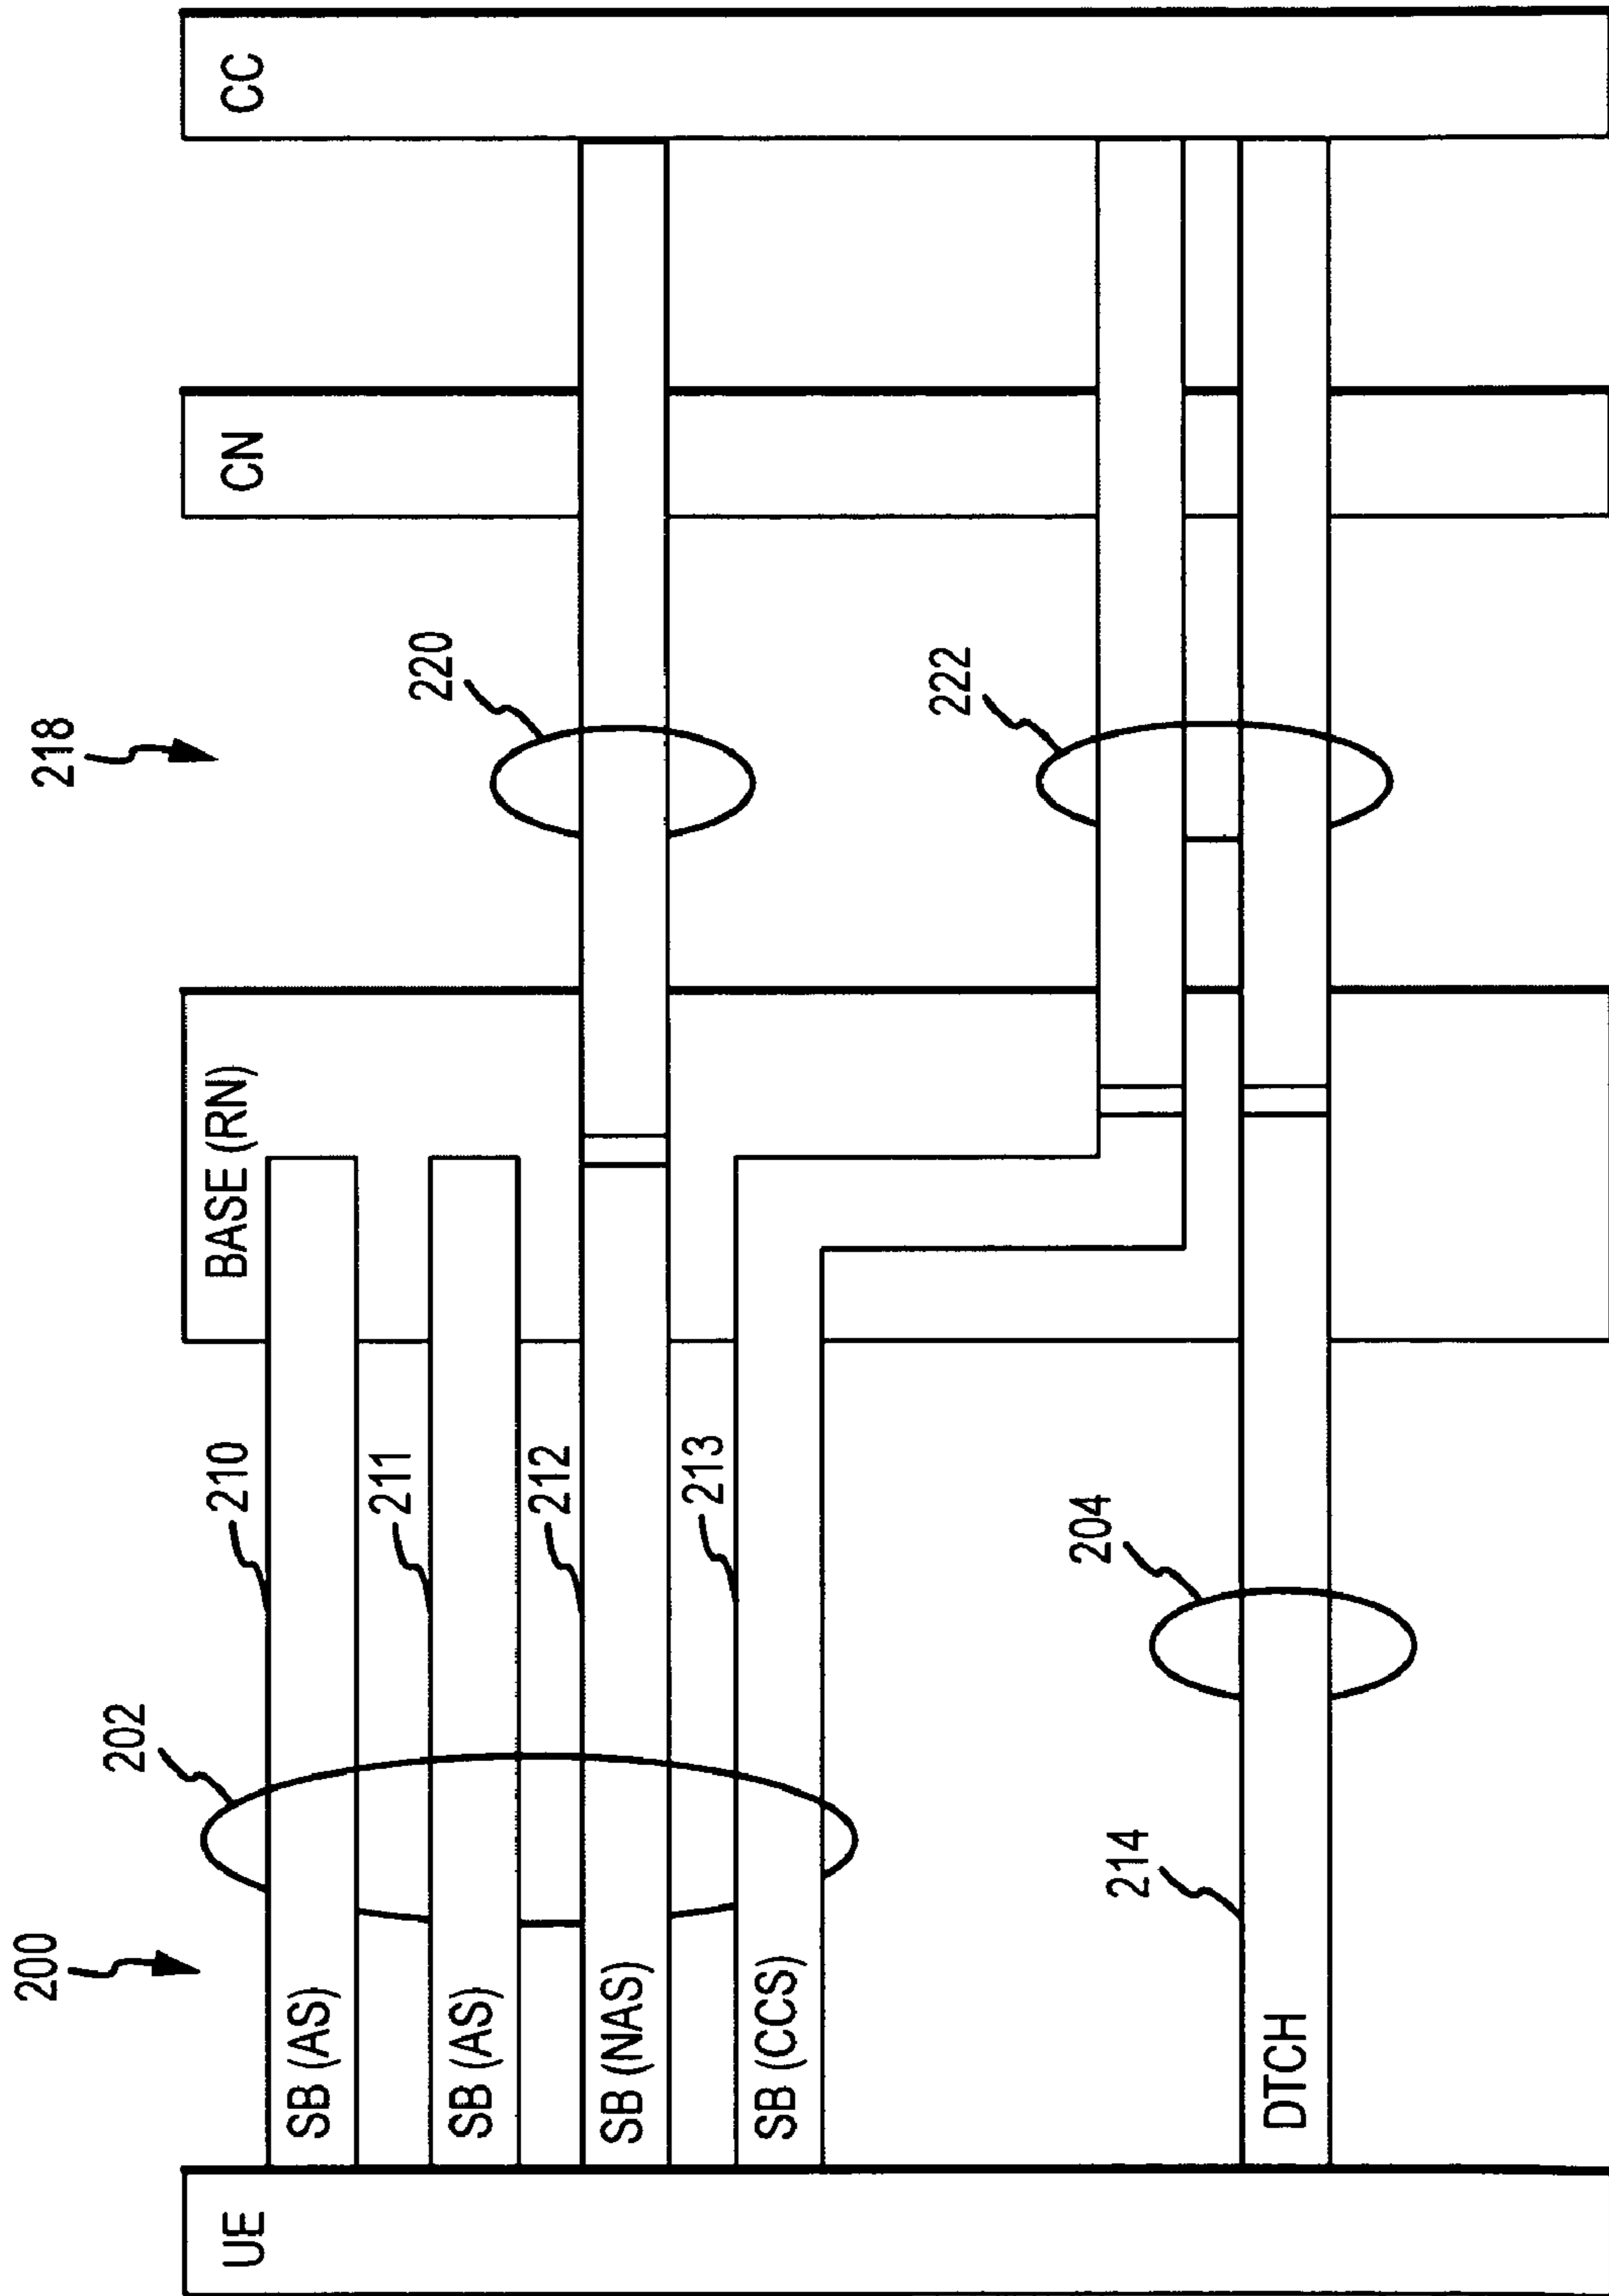 200
218
202
210
211
212
213
220
222
204
214
UE
BASE (RN)
CN
CC
SB (AS)
SB (AS)
SB (NAS)
SB (CCS)
DTCH